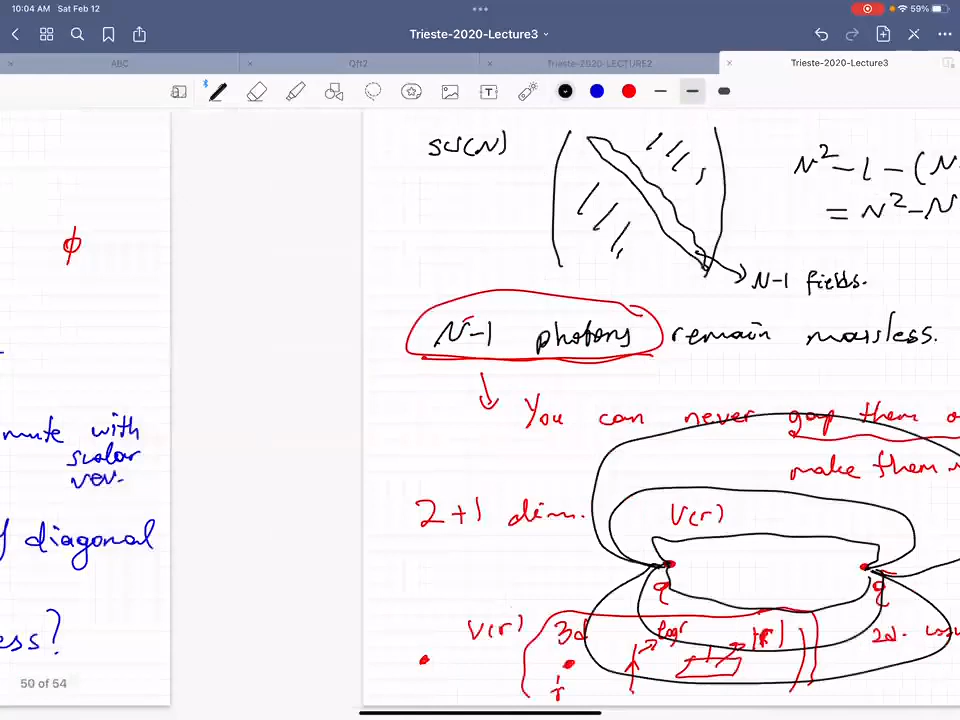 10:04 AM Sat Feb 12
59%
Trieste-2020-Lecture3
ABC
Qft2
Trieste-2020-LECTURE2
Trieste-2020-Lecture3
SU(N)
N² - 1 - (N
= N² - N
N-1 fields.
ϕ
N-1 photons remain massless.
You can never gap them o
make them
mute with
scalar
vev.
2+1 dim.
V(r)
f diagonal
q q
V(r) 3d log r |r| 2d.
ess?
50 of 54